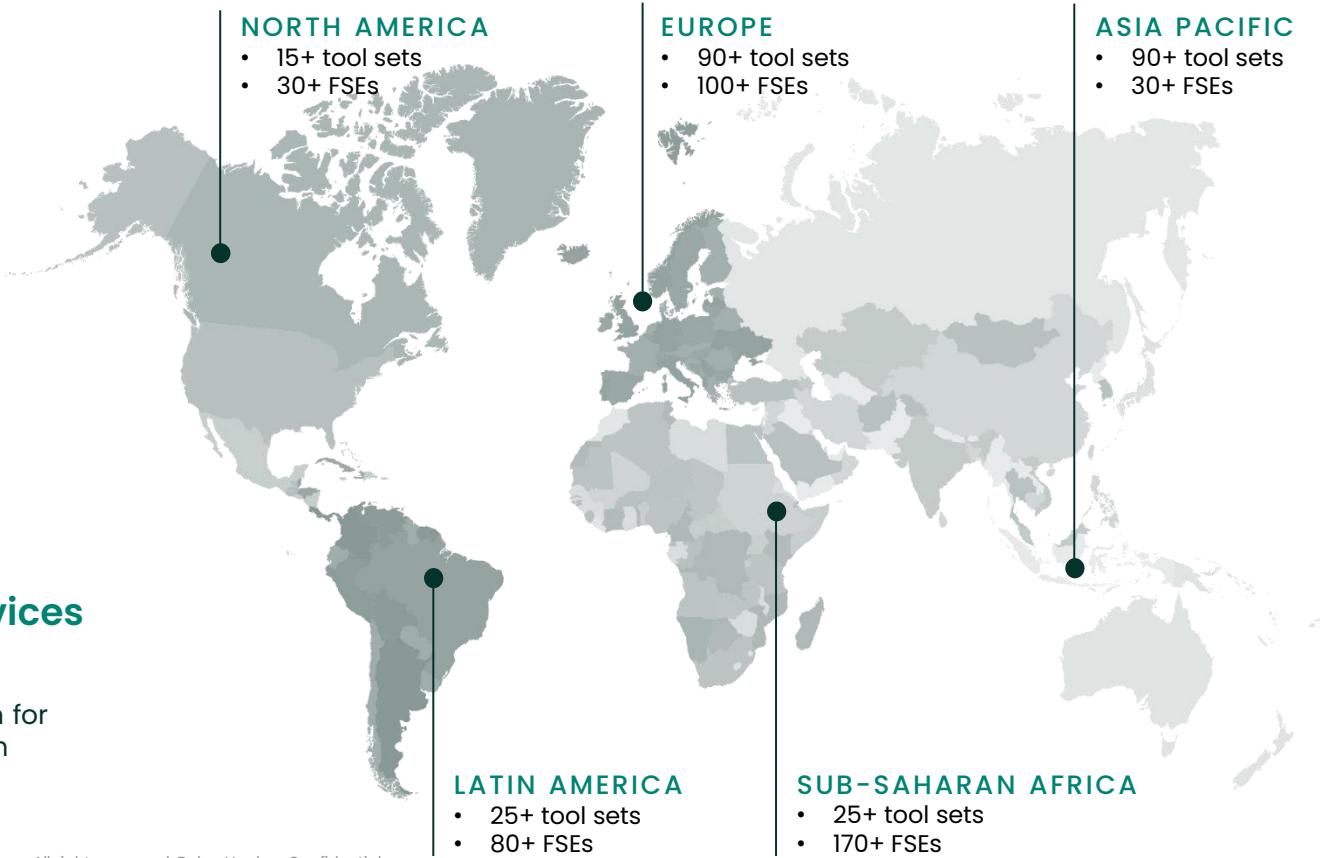 NORTH AMERICA
• 15+ tool sets
• 30+ FSEs
EUROPE
• 90+ tool sets
• 100+ FSEs
ASIA PACIFIC
• 90+ tool sets
• 30+ FSEs
vices
for
LATIN AMERICA
• 25+ tool sets
• 80+ FSEs
SUB-SAHARAN AFRICA
• 25+ tool sets
• 170+ FSEs